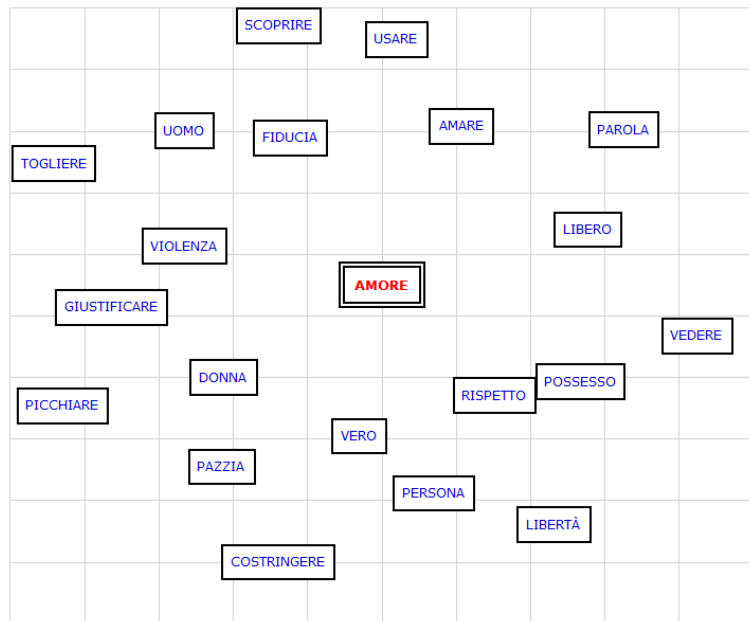 SCOPRIRE
USARE
AMARE
UOMO
FIDUCIA
PAROLA
TOGLIERE
LIBERO
VIOLENZA
AMORE
GIUSTIFICARE
VEDERE
DONNA
POSSESSO
RISPETTO
PICCHIARE
VERO
PAZZIA
PERSONA
LIBERTÀ
COSTRINGERE